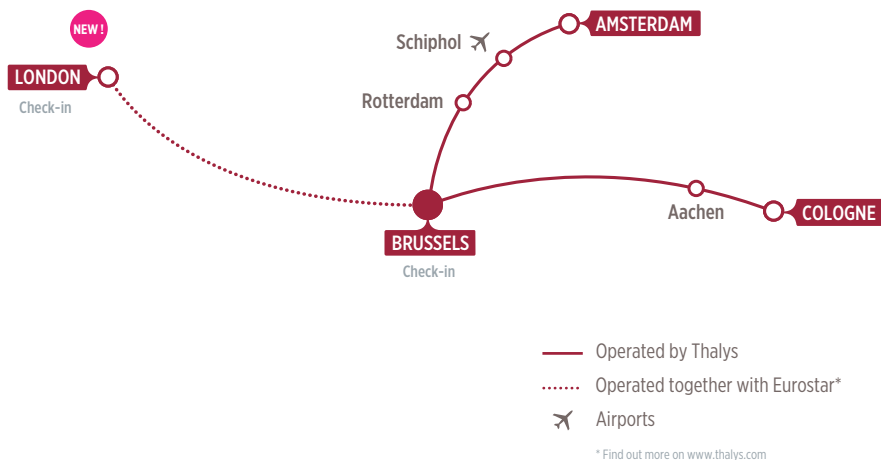 NEW !
LONDON
Check-in
Schiphol
AMSTERDAM
Rotterdam
Aachen
COLOGNE
BRUSSELS
Check-in
Operated by Thalys
Operated together with Eurostar*
Airports
* Find out more on www.thalys.com